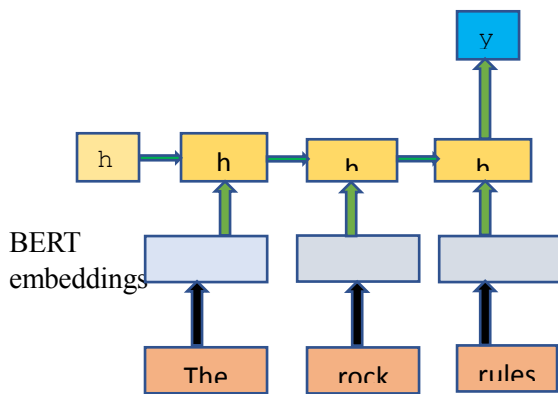 y
h
h
h
h
BERT
embeddings
The
rock
rules